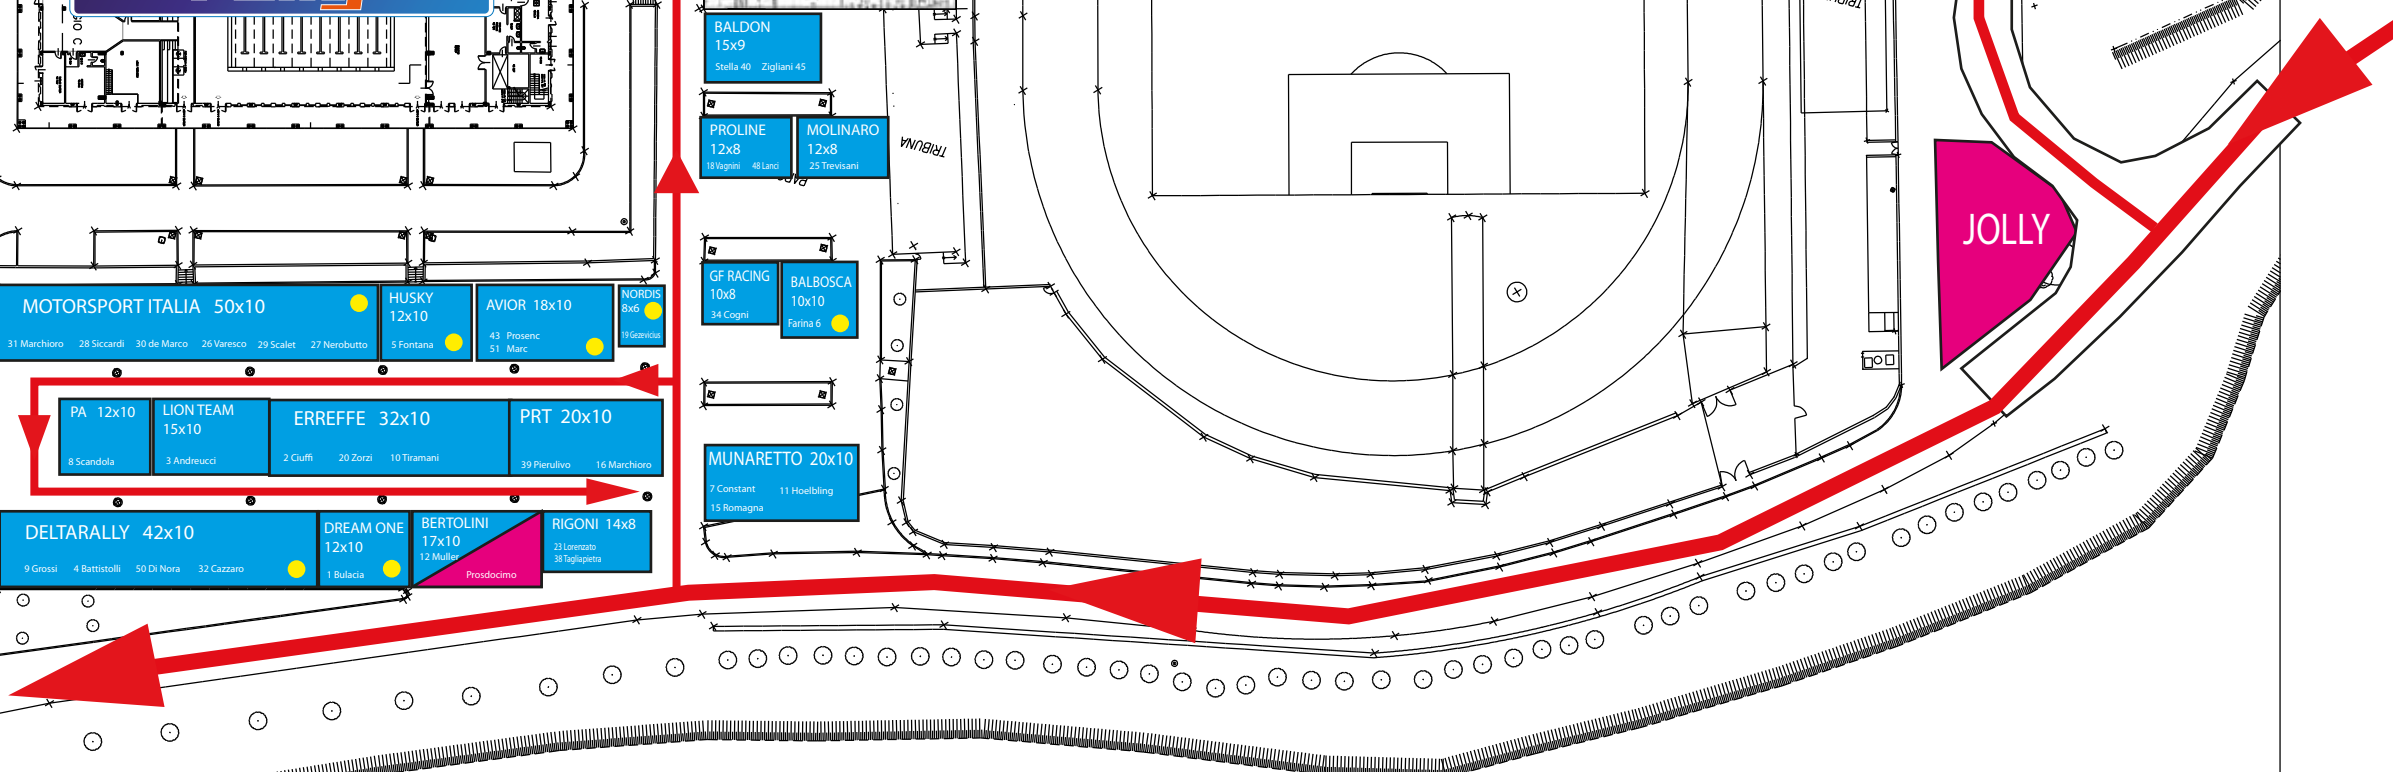 BALDON
15x9
Stella 40 Zigliani 45
PROLINE
12x8
18 Vagnini 48 Lanci
MOLINARO
12x8
25 Trevisani
TRIBUNA
JOLLY
GF RACING
10x8
34 Cogni
BALBOSCA
10x10
Farina 6
MOTORSPORT ITALIA 50x10
31 Marchioro 28 Siccardi 30 de Marco 26 Varesco 29 Scalet 27 Nerobutto
HUSKY
12x10
5 Fontana
AVIOR 18x10
43 Prosenc
51 Marc
NORDIS
8x6
19 Gezevicius
PA 12x10
8 Scandola
LION TEAM
15x10
3 Andreucci
ERREFFE 32x10
2 Ciuffi 20 Zorzi 10 Tiramani
PRT 20x10
39 Pierulivo 16 Marchioro
MUNARETTO 20x10
7 Constant 11 Hoelbling
15 Romagna
DELTARALLY 42x10
9 Grossi 4 Battistolli 50 Di Nora 32 Cazzaro
DREAM ONE
12x10
1 Bulacia
BERTOLINI
17x10
12 Muller
Prosdocimo
RIGONI 14x8
23 Lorenzato
38 Tagliapietra